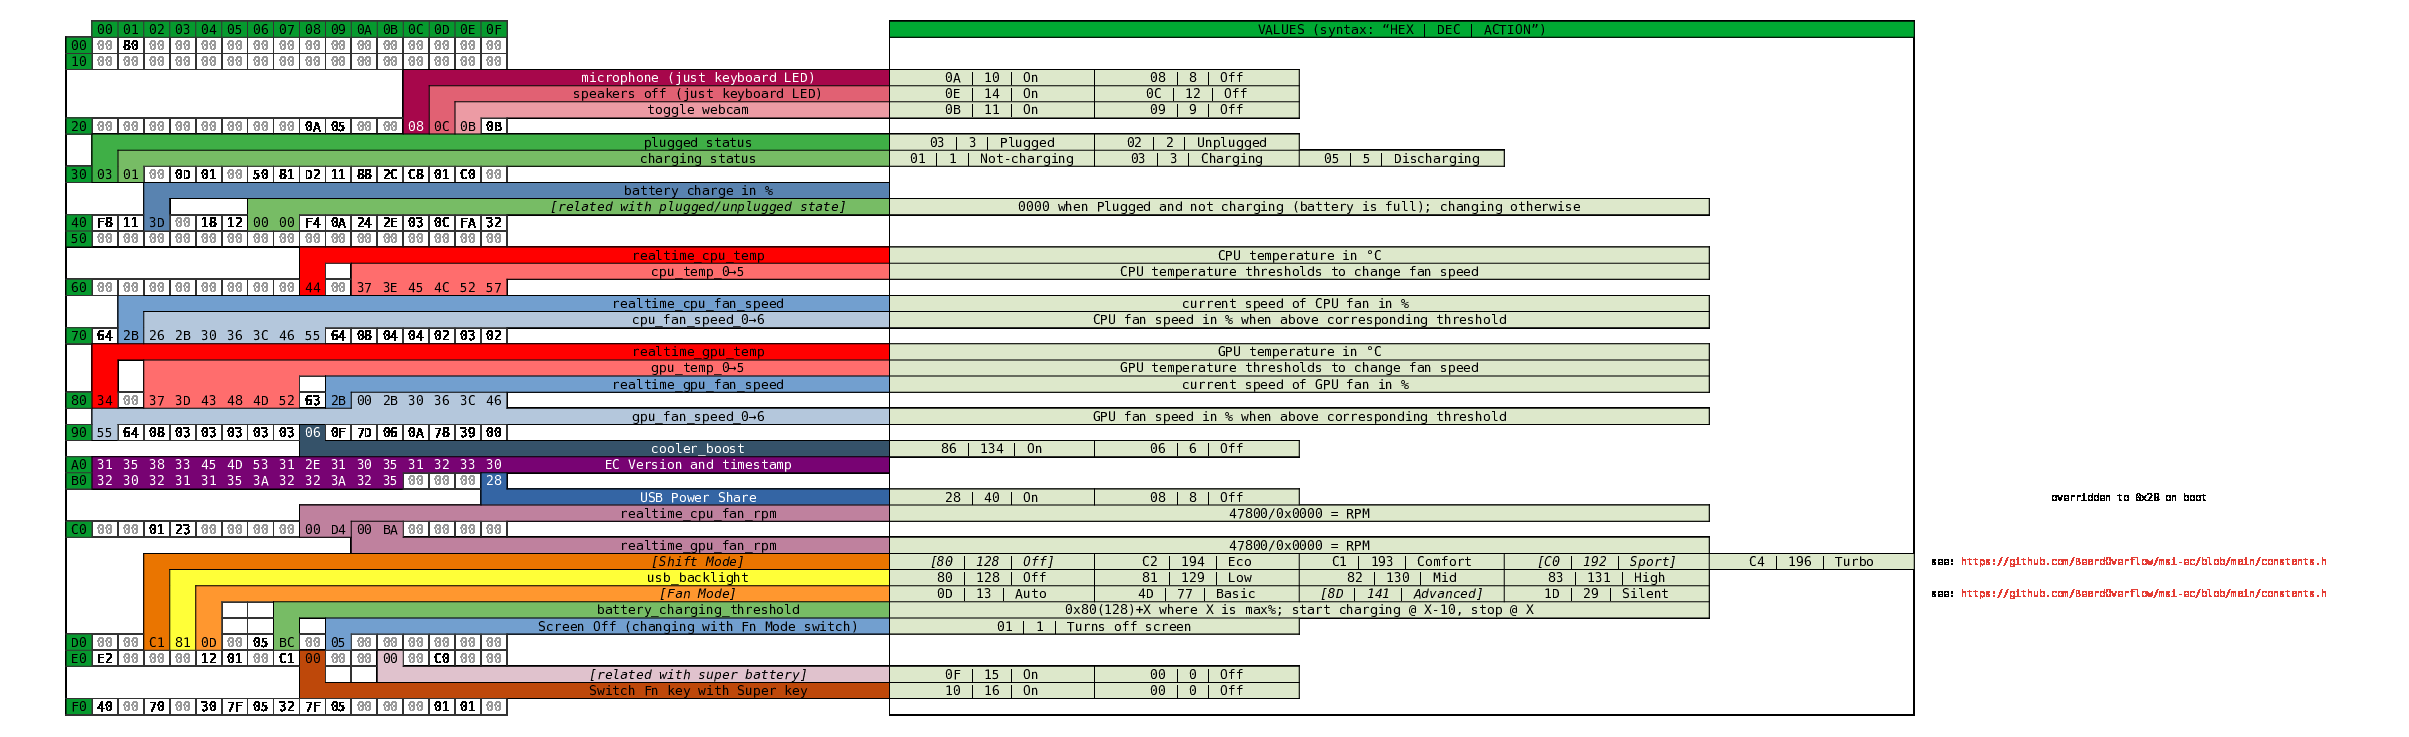 00 01 02 03 04 05 06 07 08 09 0A 0B 0C 0D 0E 0F VALUES (syntax: “HEX | DEC | ACTION”)
00 00 80 00 00 00 00 00 00 00 00 00 00 00 00 00 00
10 00 00 00 00 00 00 00 00 00 00 00 00 00 00 00 00
microphone (just keyboard LED) 0A | 10 | On 08 | 8 | Off
speakers off (just keyboard LED) 0E | 14 | On 0C | 12 | Off
toggle webcam 0B | 11 | On 09 | 9 | Off
20 00 00 00 00 00 00 00 00 0A 05 00 00 08 0C 0B 0B
plugged status 03 | 3 | Plugged 02 | 2 | Unplugged
charging status 01 | 1 | Not-charging 03 | 3 | Charging 05 | 5 | Discharging
30 03 01 00 0D 01 00 50 81 D2 11 88 2C C8 01 C0 00
battery charge in %
[related with plugged/unplugged state] 0000 when Plugged and not charging (battery is full); changing otherwise
40 F8 11 3D 00 18 12 00 00 F4 0A 24 2E 03 0C FA 32
50 00 00 00 00 00 00 00 00 00 00 00 00 00 00 00 00
realtime_cpu_temp CPU temperature in °C
cpu_temp_0→5 CPU temperature thresholds to change fan speed
60 00 00 00 00 00 00 00 00 44 00 37 3E 45 4C 52 57
realtime_cpu_fan_speed current speed of CPU fan in %
cpu_fan_speed_0→6 CPU fan speed in % when above corresponding threshold
70 64 2B 26 2B 30 36 3C 46 55 64 08 04 04 02 03 02
realtime_gpu_temp GPU temperature in °C
gpu_temp_0→5 GPU temperature thresholds to change fan speed
realtime_gpu_fan_speed current speed of GPU fan in %
80 34 00 37 3D 43 48 4D 52 63 2B 00 2B 30 36 3C 46
gpu_fan_speed_0→6 GPU fan speed in % when above corresponding threshold
90 55 64 08 03 03 03 03 03 06 0F 7D 06 0A 78 39 00
cooler_boost 86 | 134 | On 06 | 6 | Off
A0 31 35 38 33 45 4D 53 31 2E 31 30 35 31 32 33 30 EC Version and timestamp
B0 32 30 32 31 31 35 3A 32 32 3A 32 35 00 00 00 28
USB Power Share 28 | 40 | On 08 | 8 | Off overridden to 0x28 on boot
realtime_cpu_fan_rpm 47800/0x0000 = RPM
C0 00 00 01 23 00 00 00 00 00 D4 00 BA 00 00 00 00
realtime_gpu_fan_rpm 47800/0x0000 = RPM
[Shift Mode] [80 | 128 | Off] C2 | 194 | Eco C1 | 193 | Comfort [C0 | 192 | Sport] C4 | 196 | Turbo see: https://github.com/BeardOverflow/msi-ec/blob/main/constants.h
usb_backlight 80 | 128 | Off 81 | 129 | Low 82 | 130 | Mid 83 | 131 | High
[Fan Mode] 0D | 13 | Auto 4D | 77 | Basic [8D | 141 | Advanced] 1D | 29 | Silent see: https://github.com/BeardOverflow/msi-ec/blob/main/constants.h
battery_charging_threshold 0x80(128)+X where X is max%; start charging @ X-10, stop @ X
Screen Off (changing with Fn Mode switch) 01 | 1 | Turns off screen
D0 00 00 C1 81 0D 00 05 BC 00 05 00 00 00 00 00 00
E0 E2 00 00 00 12 01 00 C1 00 00 00 00 00 C0 00 00
[related with super battery] 0F | 15 | On 00 | 0 | Off
Switch Fn key with Super key 10 | 16 | On 00 | 0 | Off
F0 40 00 70 00 30 7F 05 32 7F 05 00 00 00 01 01 00